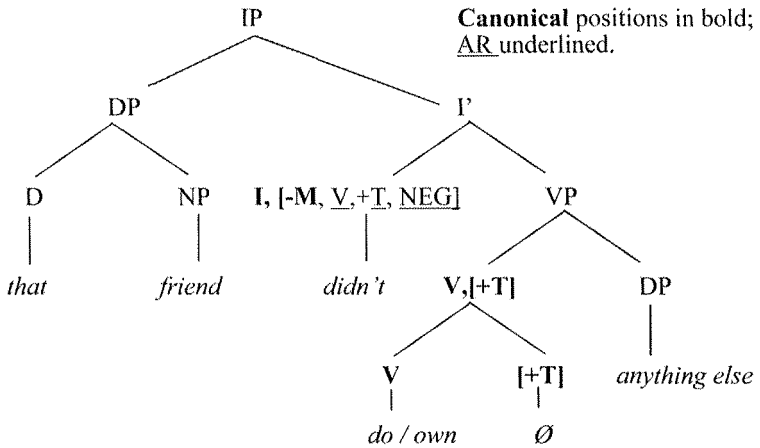 IP
Canonical positions in bold;
AR underlined.
DP I'
D NP I, [-M, V,+T, NEG] VP
that friend didn't V,[+T] DP
V [+T] anything else
do / own Ø